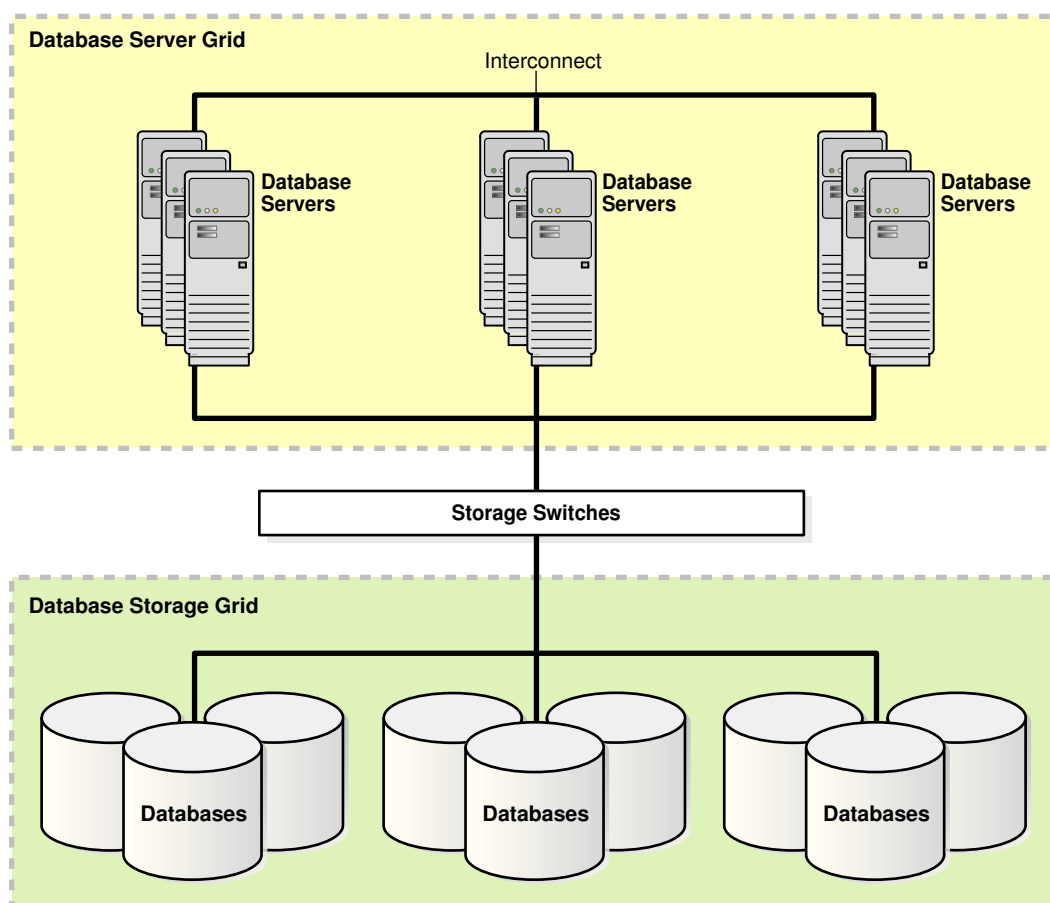 Database Server Grid
Interconnect
Database
Servers
Database
Servers
Database
Servers
Storage Switches
Database Storage Grid
Databases
Databases
Databases